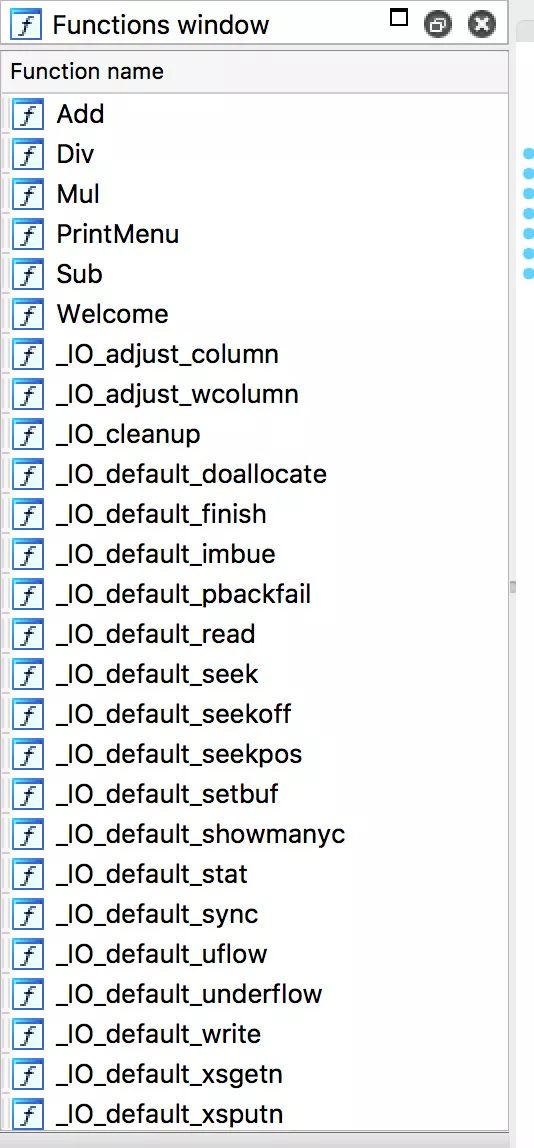 Functions window
Function name
Add
Div
Mul
PrintMenu
Sub
Welcome
_IO_adjust_column
_IO_adjust_wcolumn
_IO_cleanup
_IO_default_doallocate
_IO_default_finish
_IO_default_imbue
_IO_default_pbackfail
_IO_default_read
_IO_default_seek
_IO_default_seekoff
_IO_default_seekpos
_IO_default_setbuf
_IO_default_showmanyc
_IO_default_stat
_IO_default_sync
_IO_default_uflow
_IO_default_underflow
_IO_default_write
_IO_default_xsgetn
_IO_default_xsputn